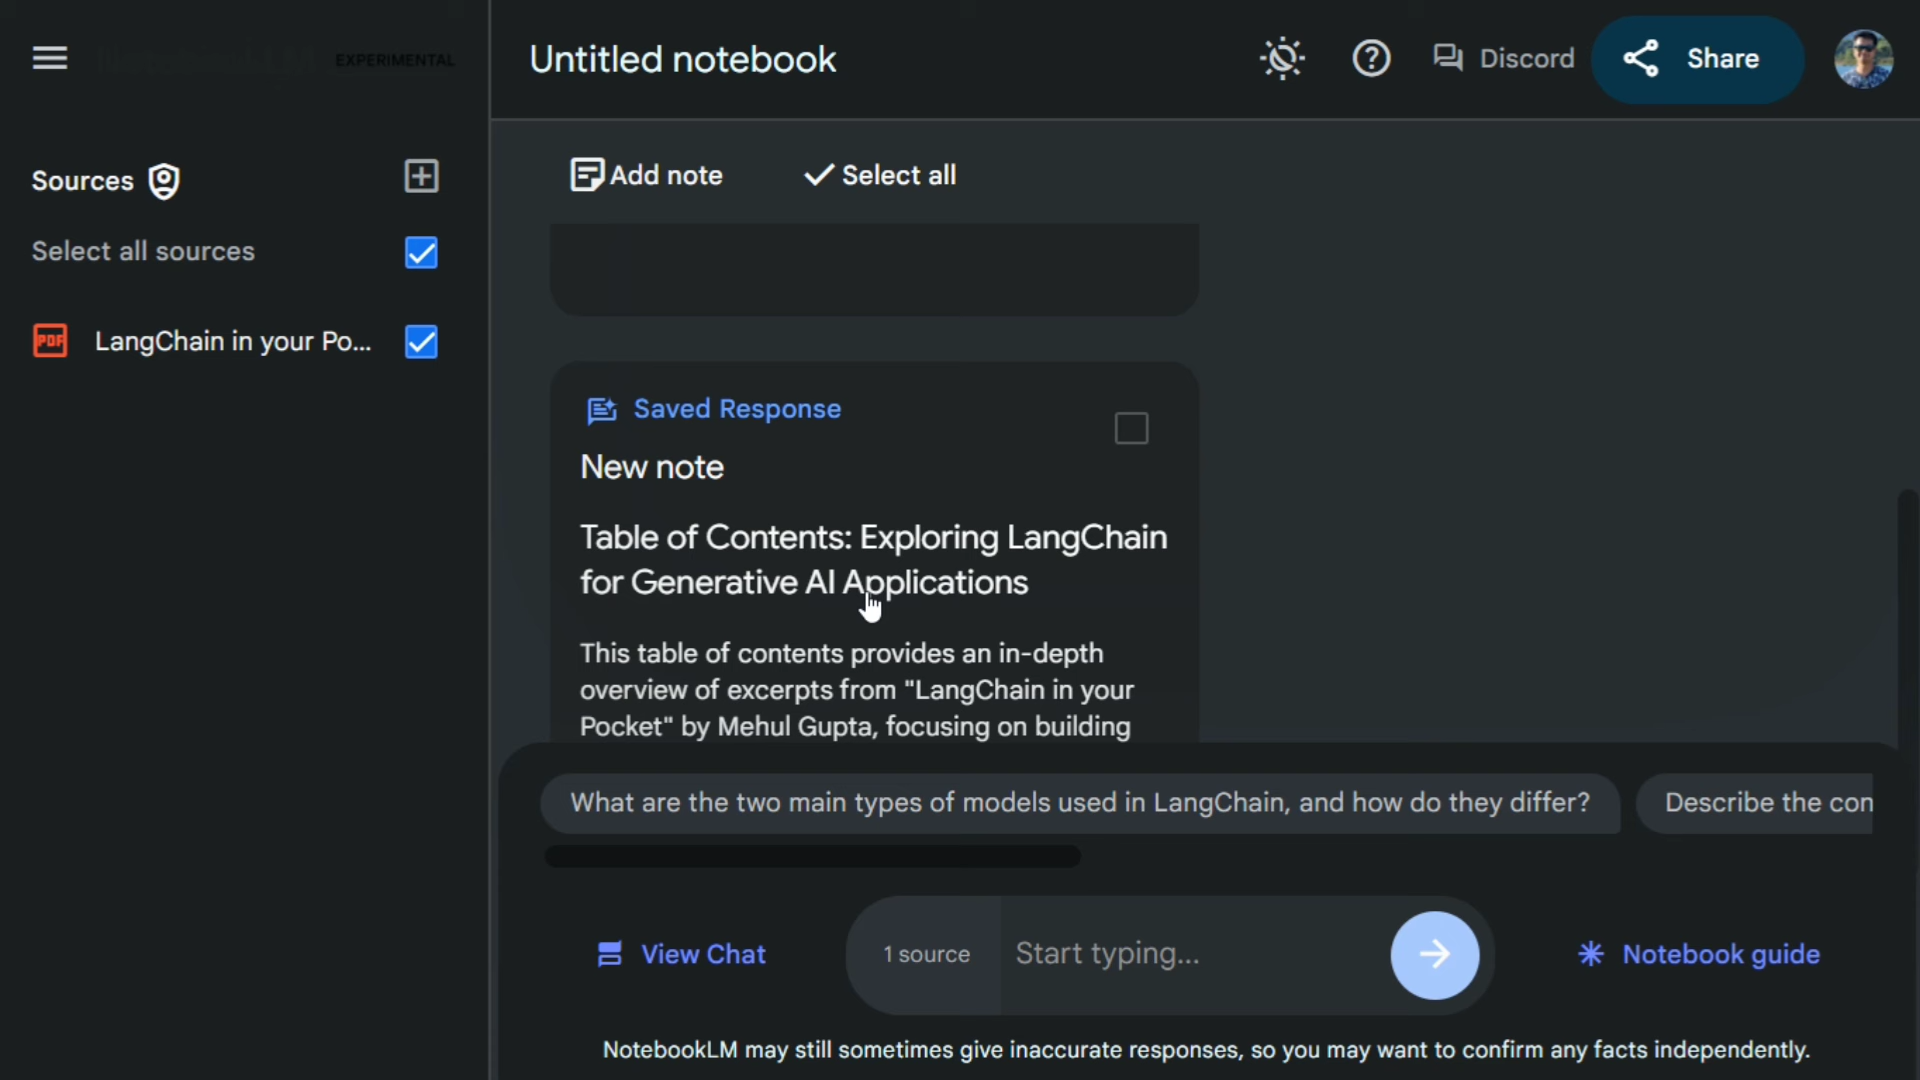 EXPERIMENTAL
Untitled notebook
Discord
Share
Sources
Select all sources
PDF
LangChain in your Po...
Add note
Select all
Saved Response
New note
Table of Contents: Exploring LangChain
for Generative AI Applications
This table of contents provides an in-depth
overview of excerpts from "LangChain in your
Pocket" by Mehul Gupta, focusing on building
What are the two main types of models used in LangChain, and how do they differ?
Describe the con
View Chat
1 source
Start typing...
Notebook guide
NotebookLM may still sometimes give inaccurate responses, so you may want to confirm any facts independently.